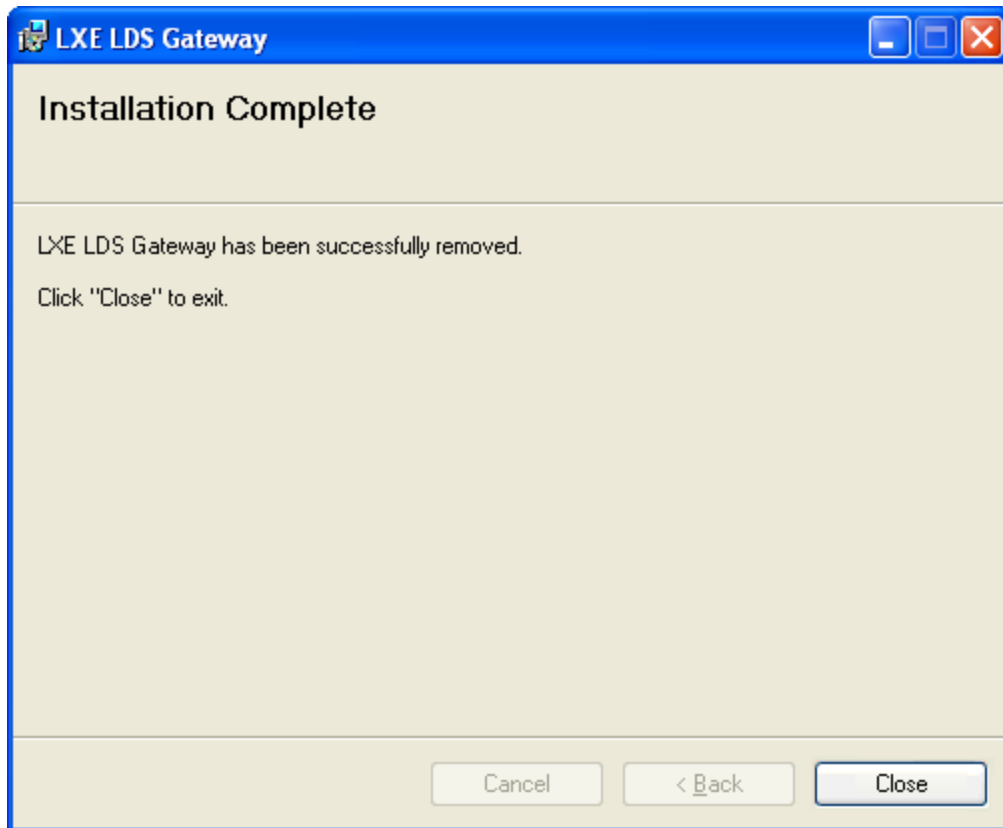 LXE LDS Gateway
Installation Complete
LXE LDS Gateway has been successfully removed.
Click "Close" to exit.
Cancel
< Back
Close